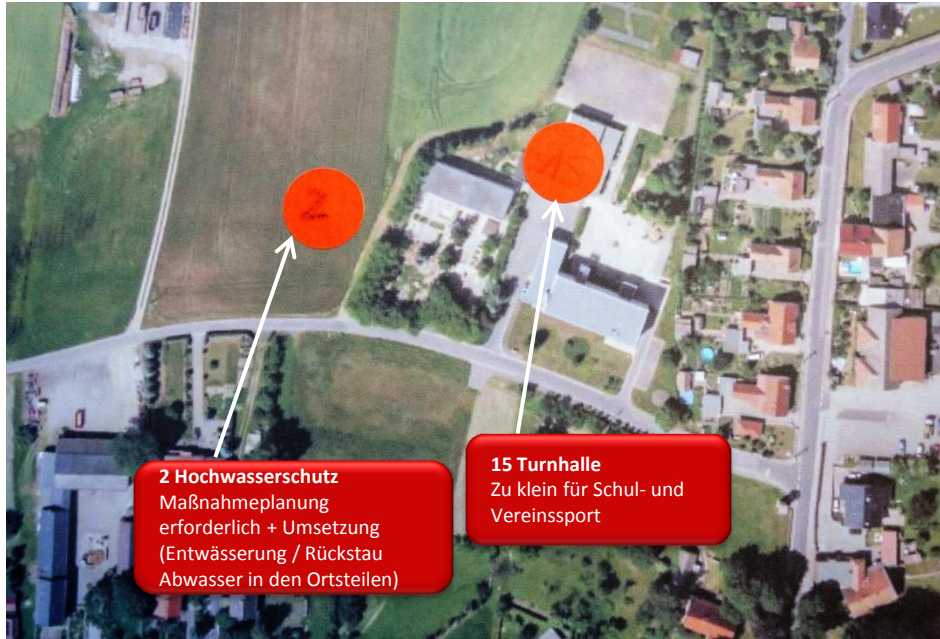 2
2 Hochwasserschutz
Maßnahmeplanung
erforderlich + Umsetzung
(Entwässerung / Rückstau
Abwasser in den Ortsteilen)
15 Turnhalle
Zu klein für Schul- und
Vereinssport